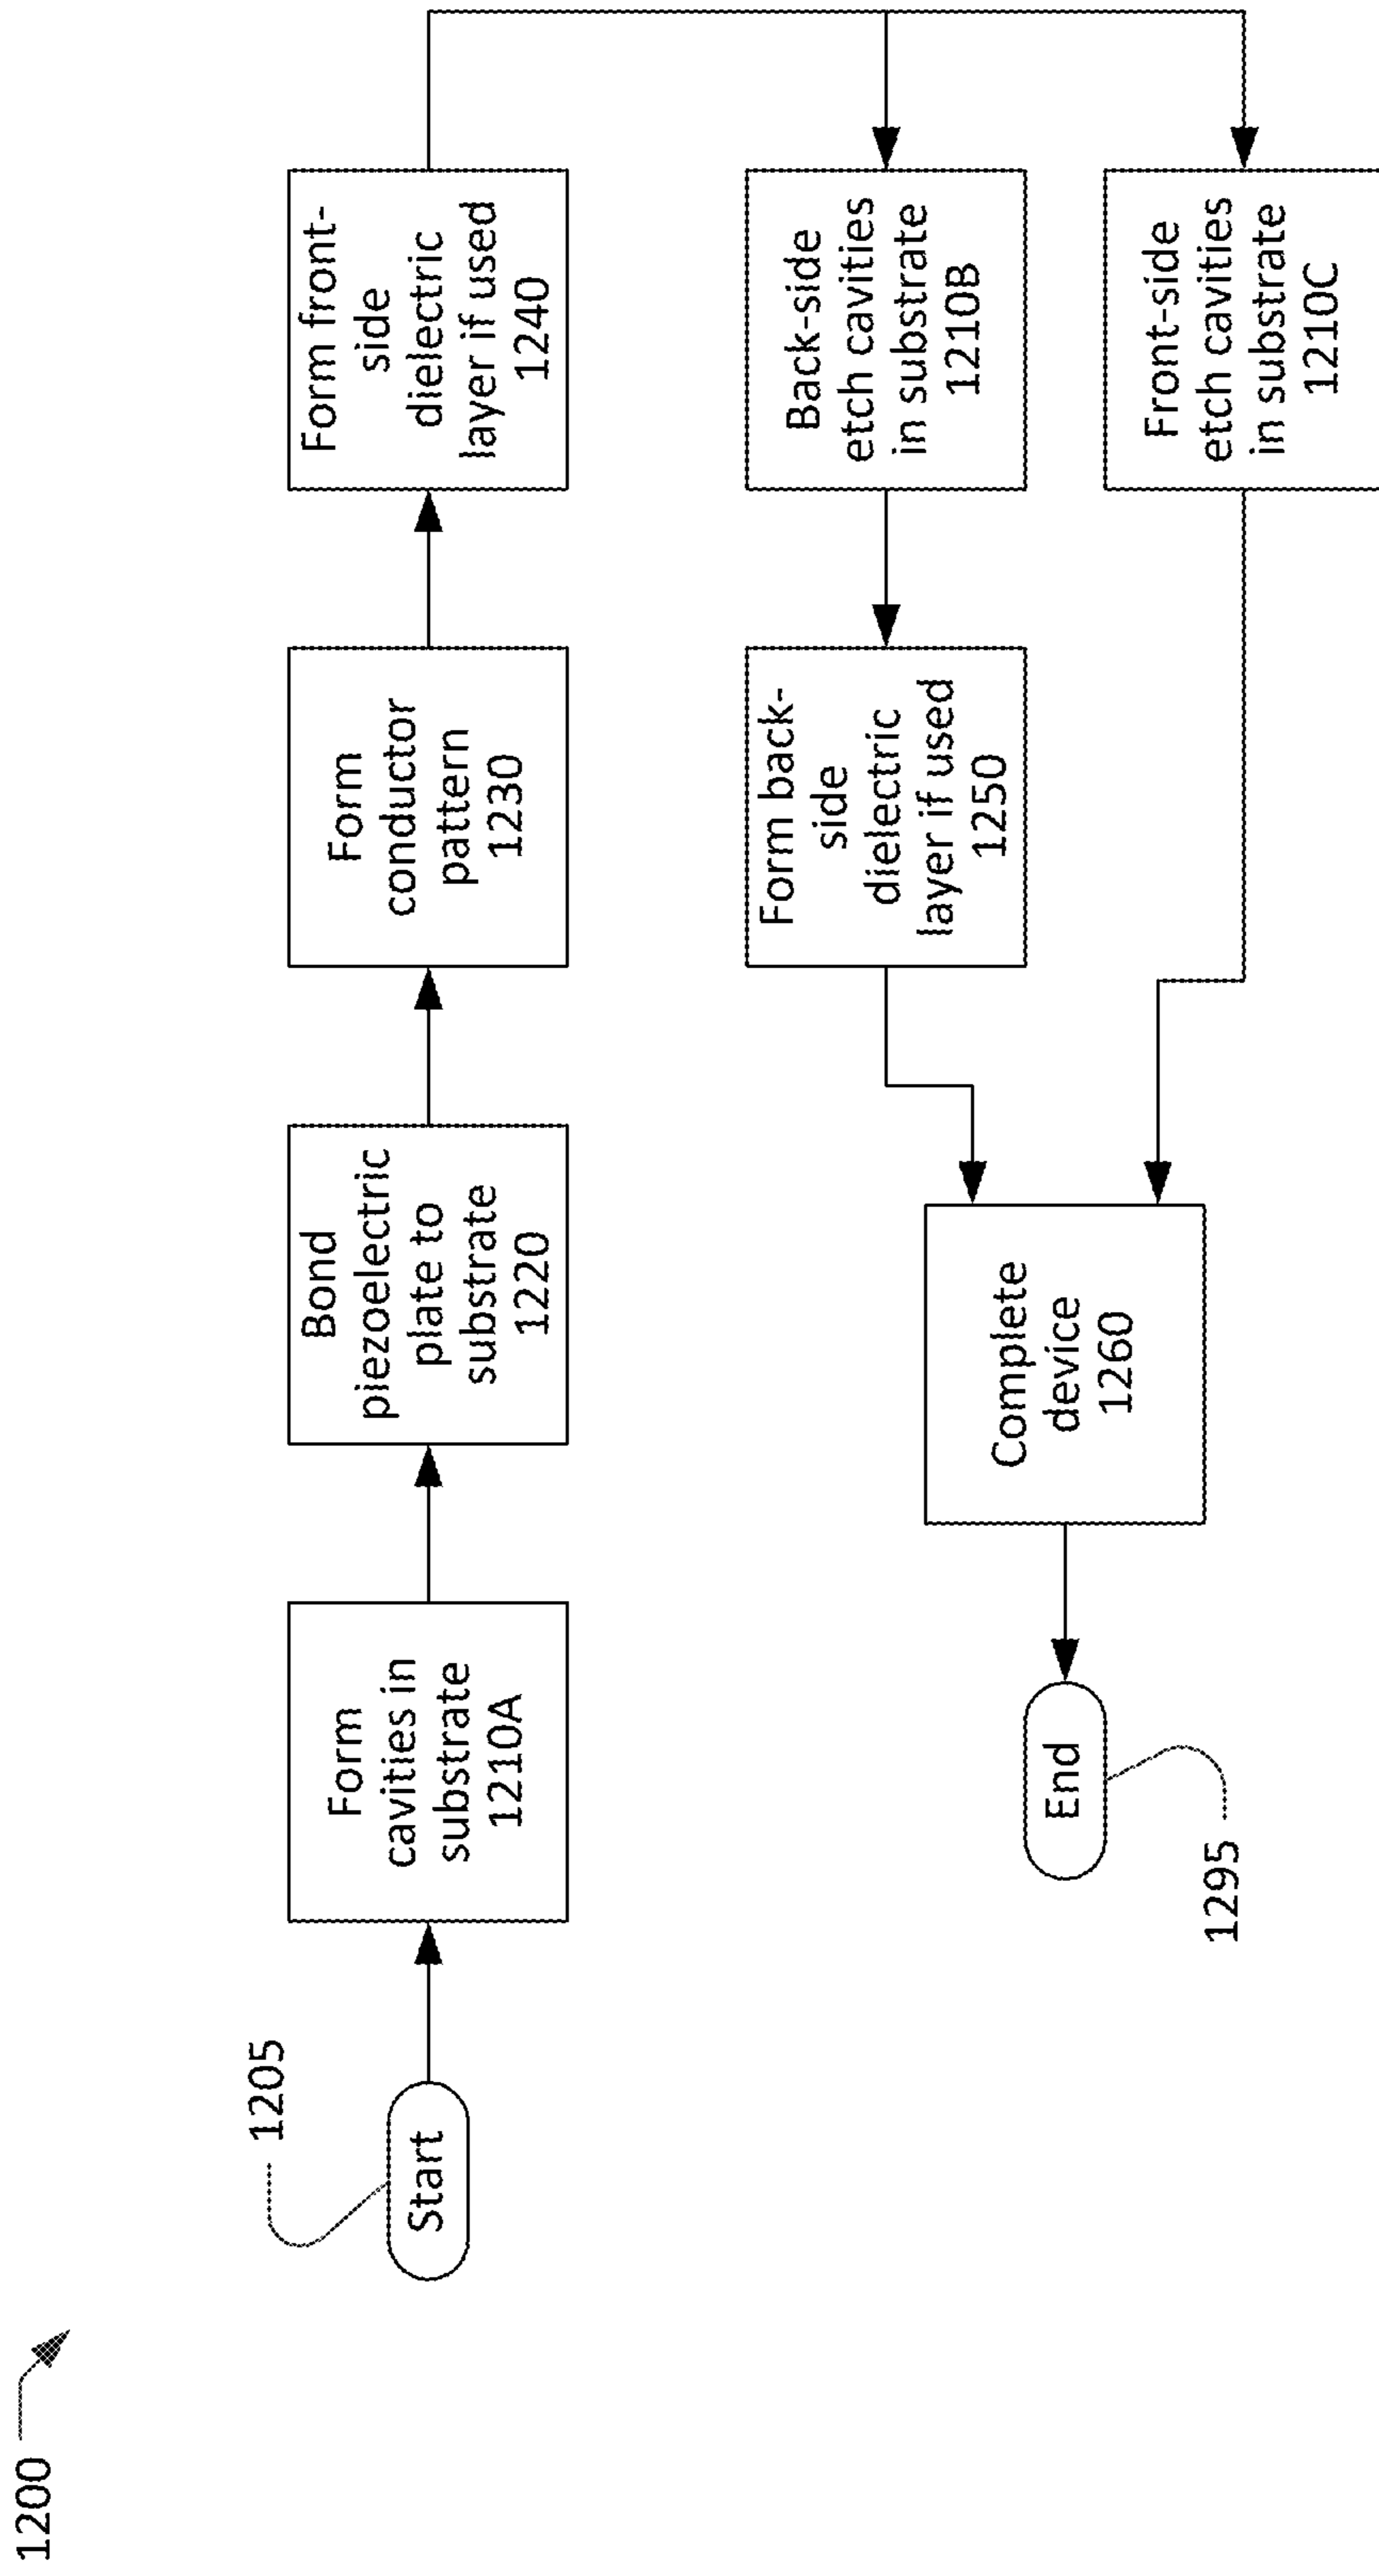 1200
1205
Start
Form
cavities in
substrate
1210A
Bond
piezoelectric
plate to
substrate
1220
Form
conductor
pattern
1230
Form front-
side
dielectric
layer if used
1240
Back-side
etch cavities
in substrate
1210B
Form back-
side
dielectric
layer if used
1250
Front-side
etch cavities
in substrate
1210C
Complete
device
1260
End
1295